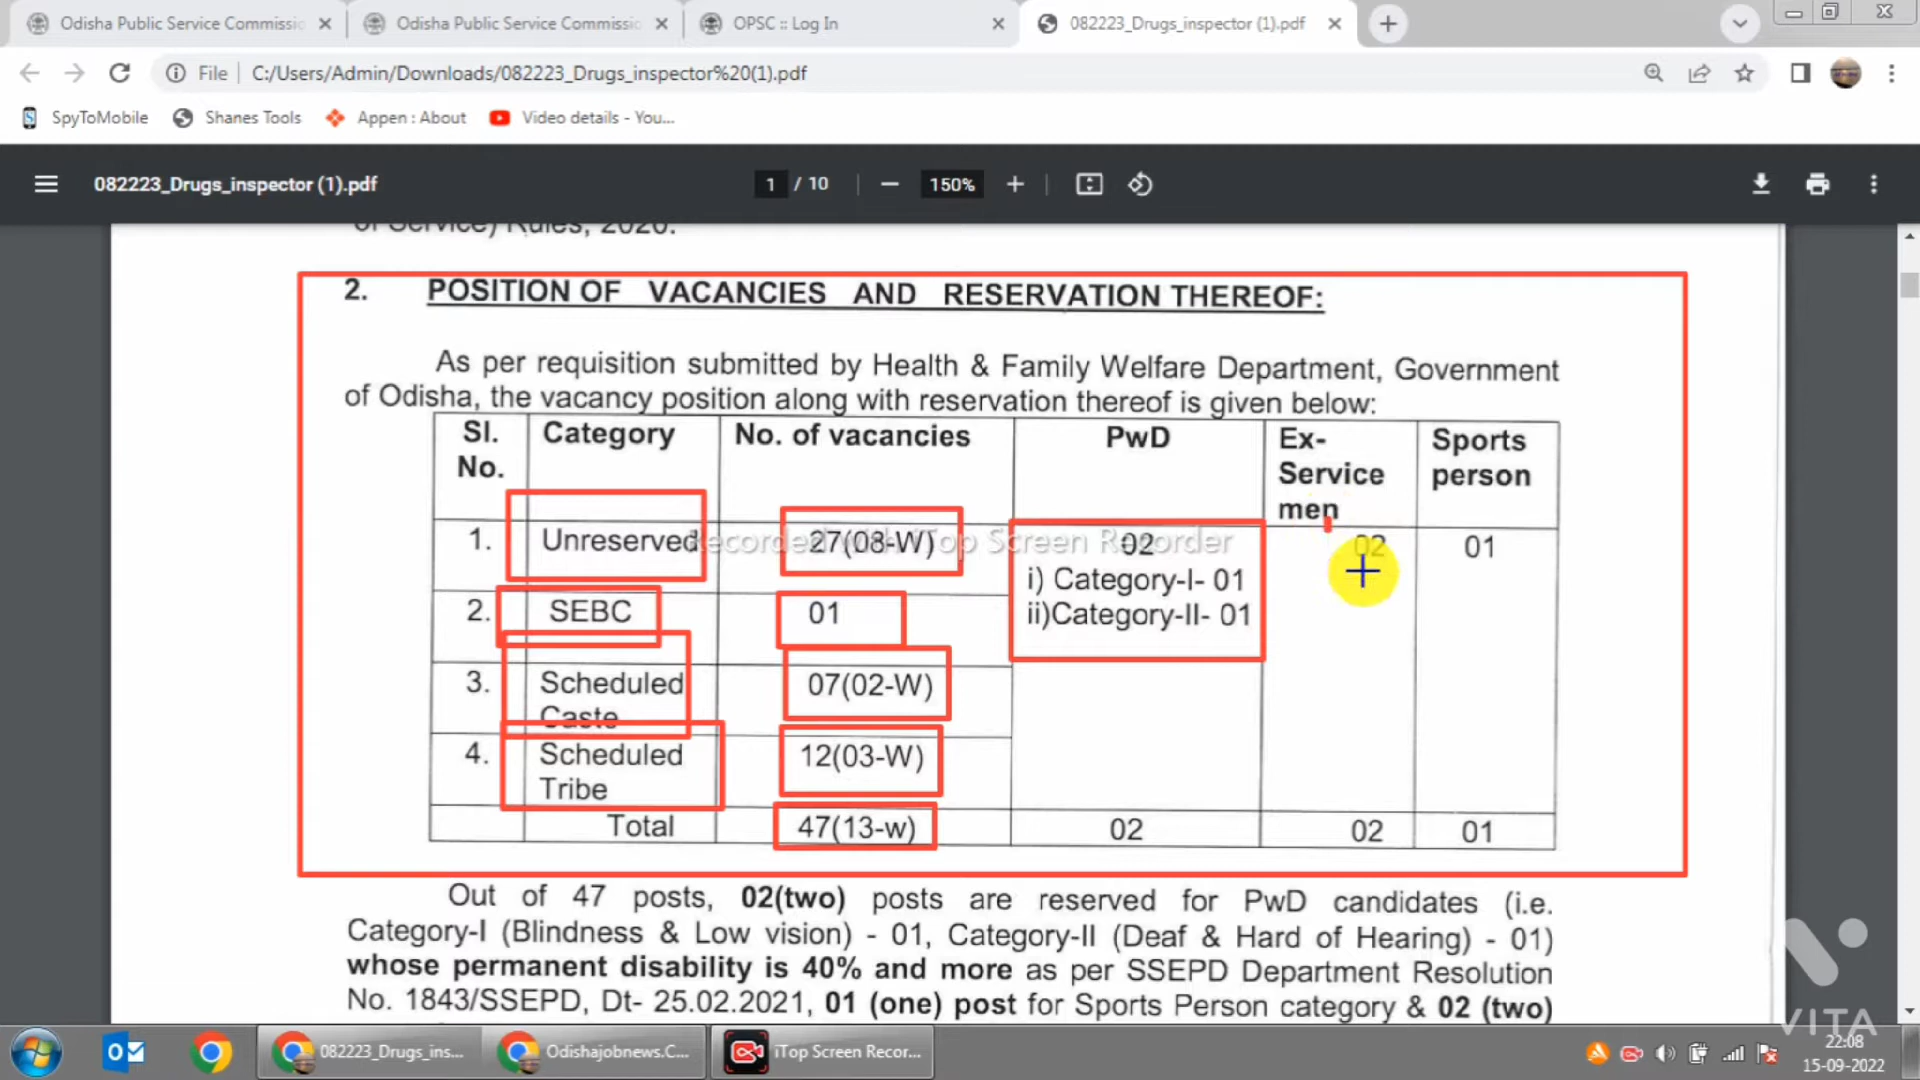 Odisha Public Service Commissio
Odisha Public Service Commissio
OPSC :: Log In
082223_Drugs_inspector (1).pdf
File
C:/Users/Admin/Downloads/082223_Drugs_inspector%20(1).pdf
SpyToMobile
Shanes Tools
Appen : About
Video details - You...
082223_Drugs_inspector (1).pdf
1 / 10
150%
of Service) Rules, 2020.
2. POSITION OF VACANCIES AND RESERVATION THEREOF:
As per requisition submitted by Health & Family Welfare Department, Government
of Odisha, the vacancy position along with reservation thereof is given below:
Sl. No. Category No. of vacancies PwD Ex-Service men Sports person
1. Unreserved 27(08-W) 02 02 01
i) Category-I- 01
ii)Category-II- 01
2. SEBC 01
3. Scheduled Caste 07(02-W)
4. Scheduled Tribe 12(03-W)
Total 47(13-w) 02 02 01
Recorded with iTop Screen Recorder
Out of 47 posts, 02(two) posts are reserved for PwD candidates (i.e.
Category-I (Blindness & Low vision) - 01, Category-II (Deaf & Hard of Hearing) - 01)
whose permanent disability is 40% and more as per SSEPD Department Resolution
No. 1843/SSEPD, Dt- 25.02.2021, 01 (one) post for Sports Person category & 02 (two)
VITA
082223_Drugs_ins...
Odishajobnews.C...
iTop Screen Recor...
22:08
15-09-2022